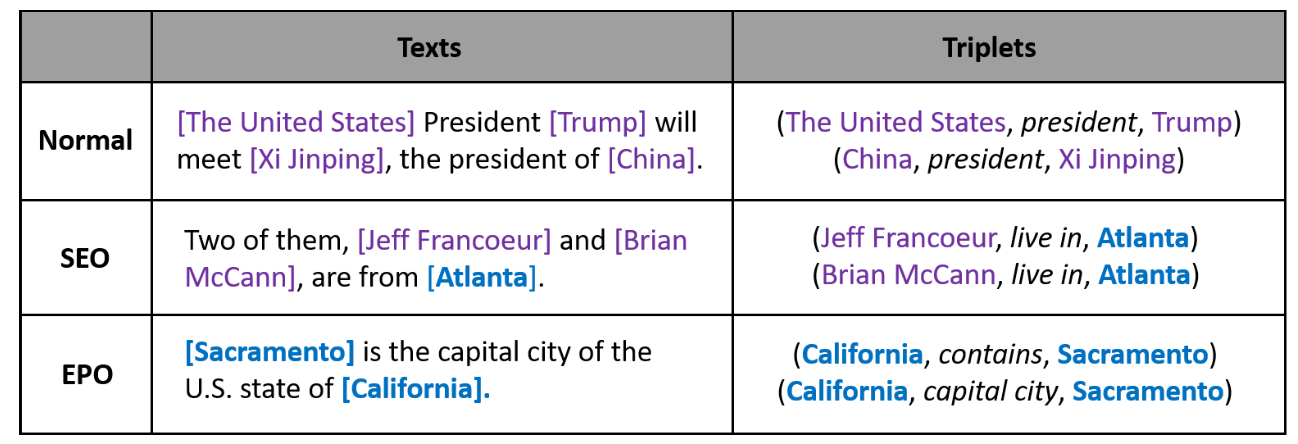 Texts Triplets
Normal
[The United States] President [Trump] will
meet [Xi Jinping], the president of [China].
(The United States, president, Trump)
(China, president, Xi Jinping)
SEO
Two of them, [Jeff Francoeur] and [Brian
McCann], are from [Atlanta].
(Jeff Francoeur, live in, Atlanta)
(Brian McCann, live in, Atlanta)
EPO
[Sacramento] is the capital city of the
U.S. state of [California].
(California, contains, Sacramento)
(California, capital city, Sacramento)